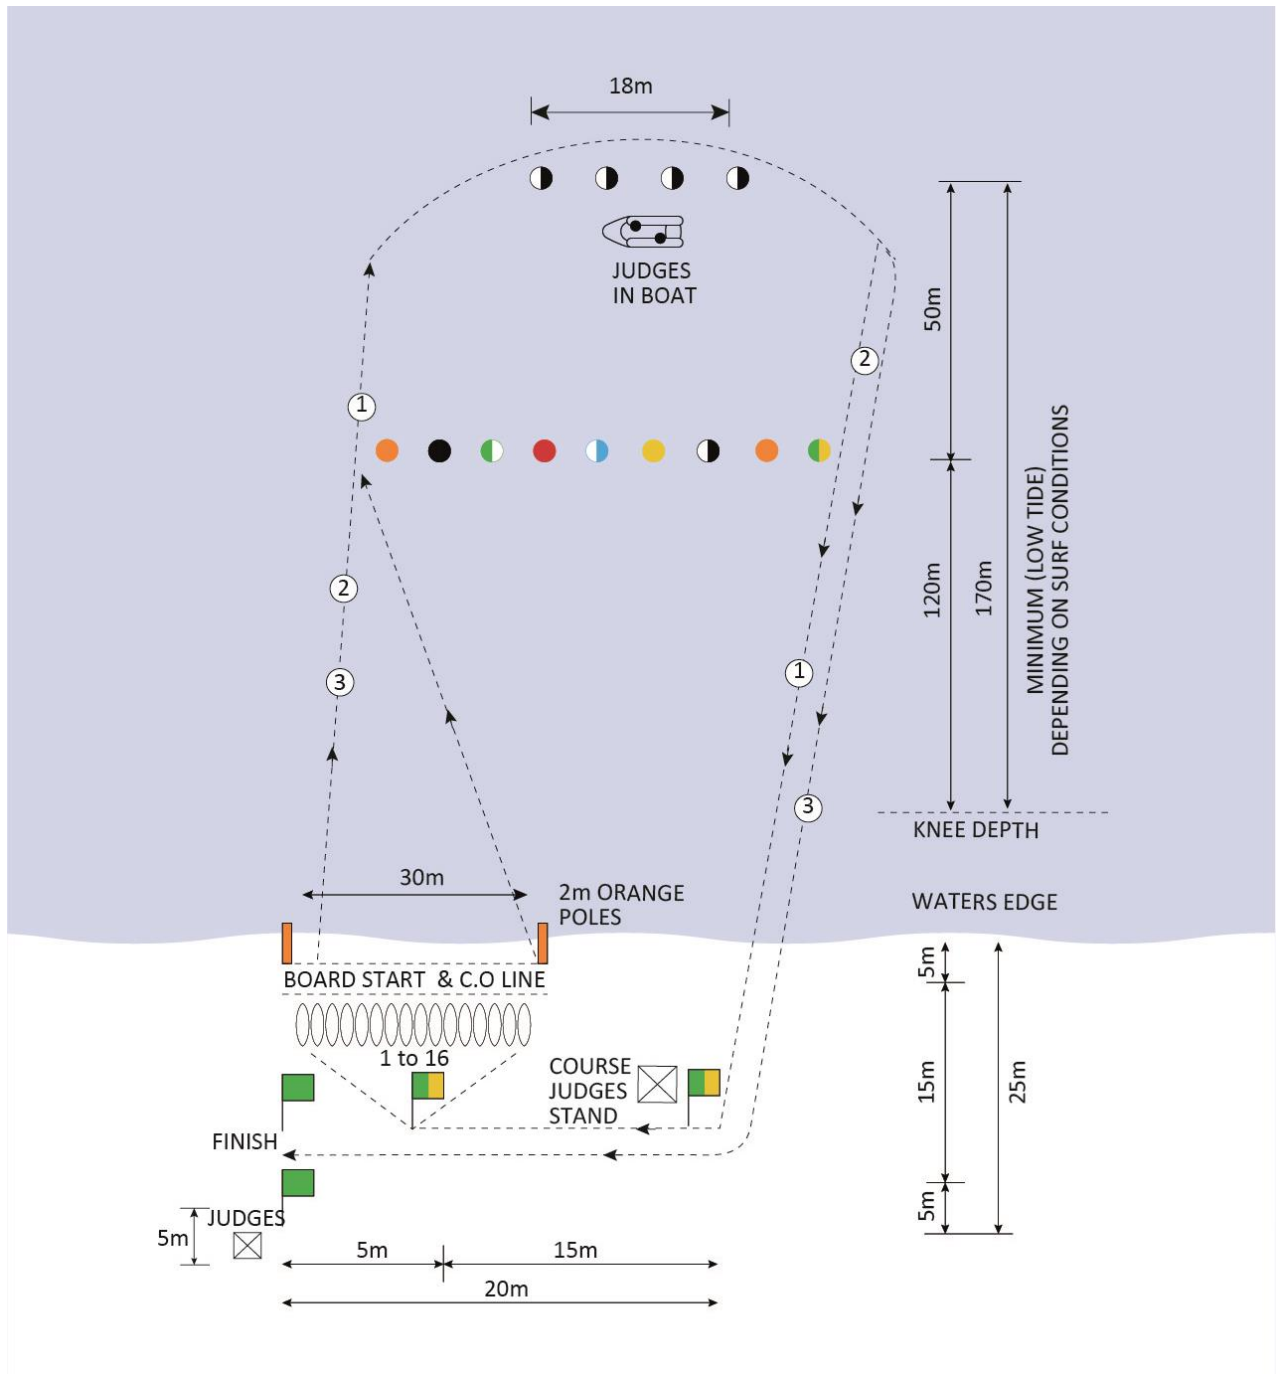 18m
JUDGES
IN BOAT
50m
2
1
MINIMUM (LOW TIDE)
DEPENDING ON SURF CONDITIONS
120m
170m
2
1
3
3
KNEE DEPTH
30m
2m ORANGE
POLES
WATERS EDGE
BOARD START & C.O LINE
5m
1 to 16
COURSE
JUDGES
STAND
15m
25m
FINISH
5m
JUDGES
5m
5m
15m
20m